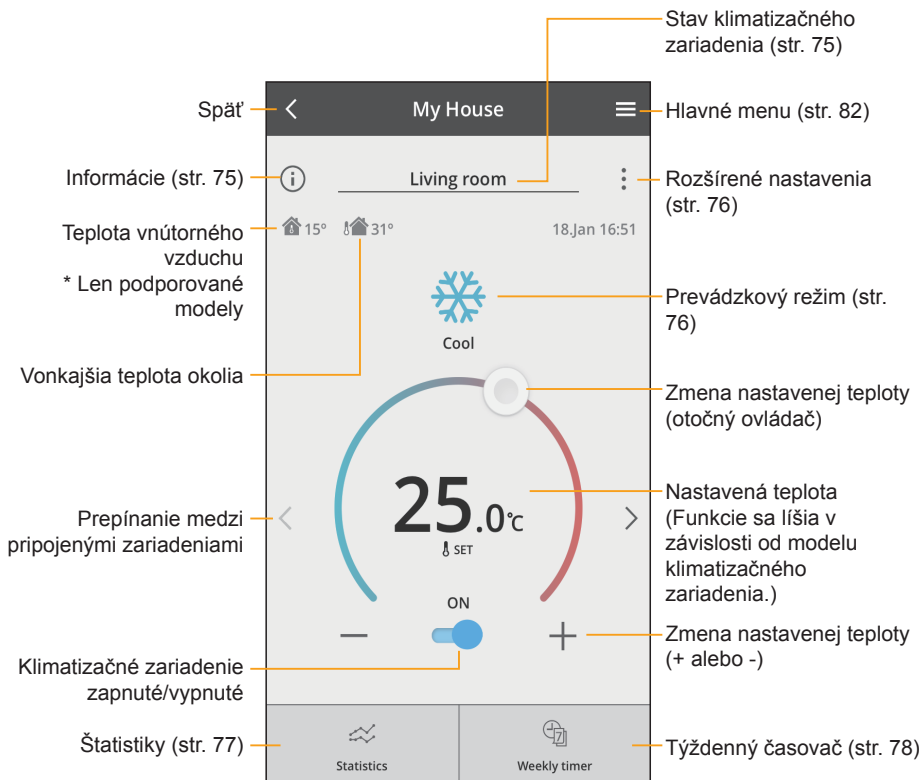 Stav klimatizačného
zariadenia (str. 75)
Späť
My House
Hlavné menu (str. 82)
Informácie (str. 75)
Living room
Rozšírené nastavenia
(str. 76)
Teplota vnútorného
vzduchu
* Len podporované
modely
15°
31°
18.Jan 16:51
Prevádzkový režim (str.
76)
Cool
Vonkajšia teplota okolia
Zmena nastavenej teploty
(otočný ovládač)
25.0°C
SET
Nastavená teplota
(Funkcie sa líšia v
závislosti od modelu
klimatizačného
zariadenia.)
Prepínanie medzi
pripojenými zariadeniami
ON
Zmena nastavenej teploty
(+ alebo -)
Klimatizačné zariadenie
zapnuté/vypnuté
Štatistiky (str. 77)
Statistics
7
Weekly timer
Týždenný časovač (str. 78)